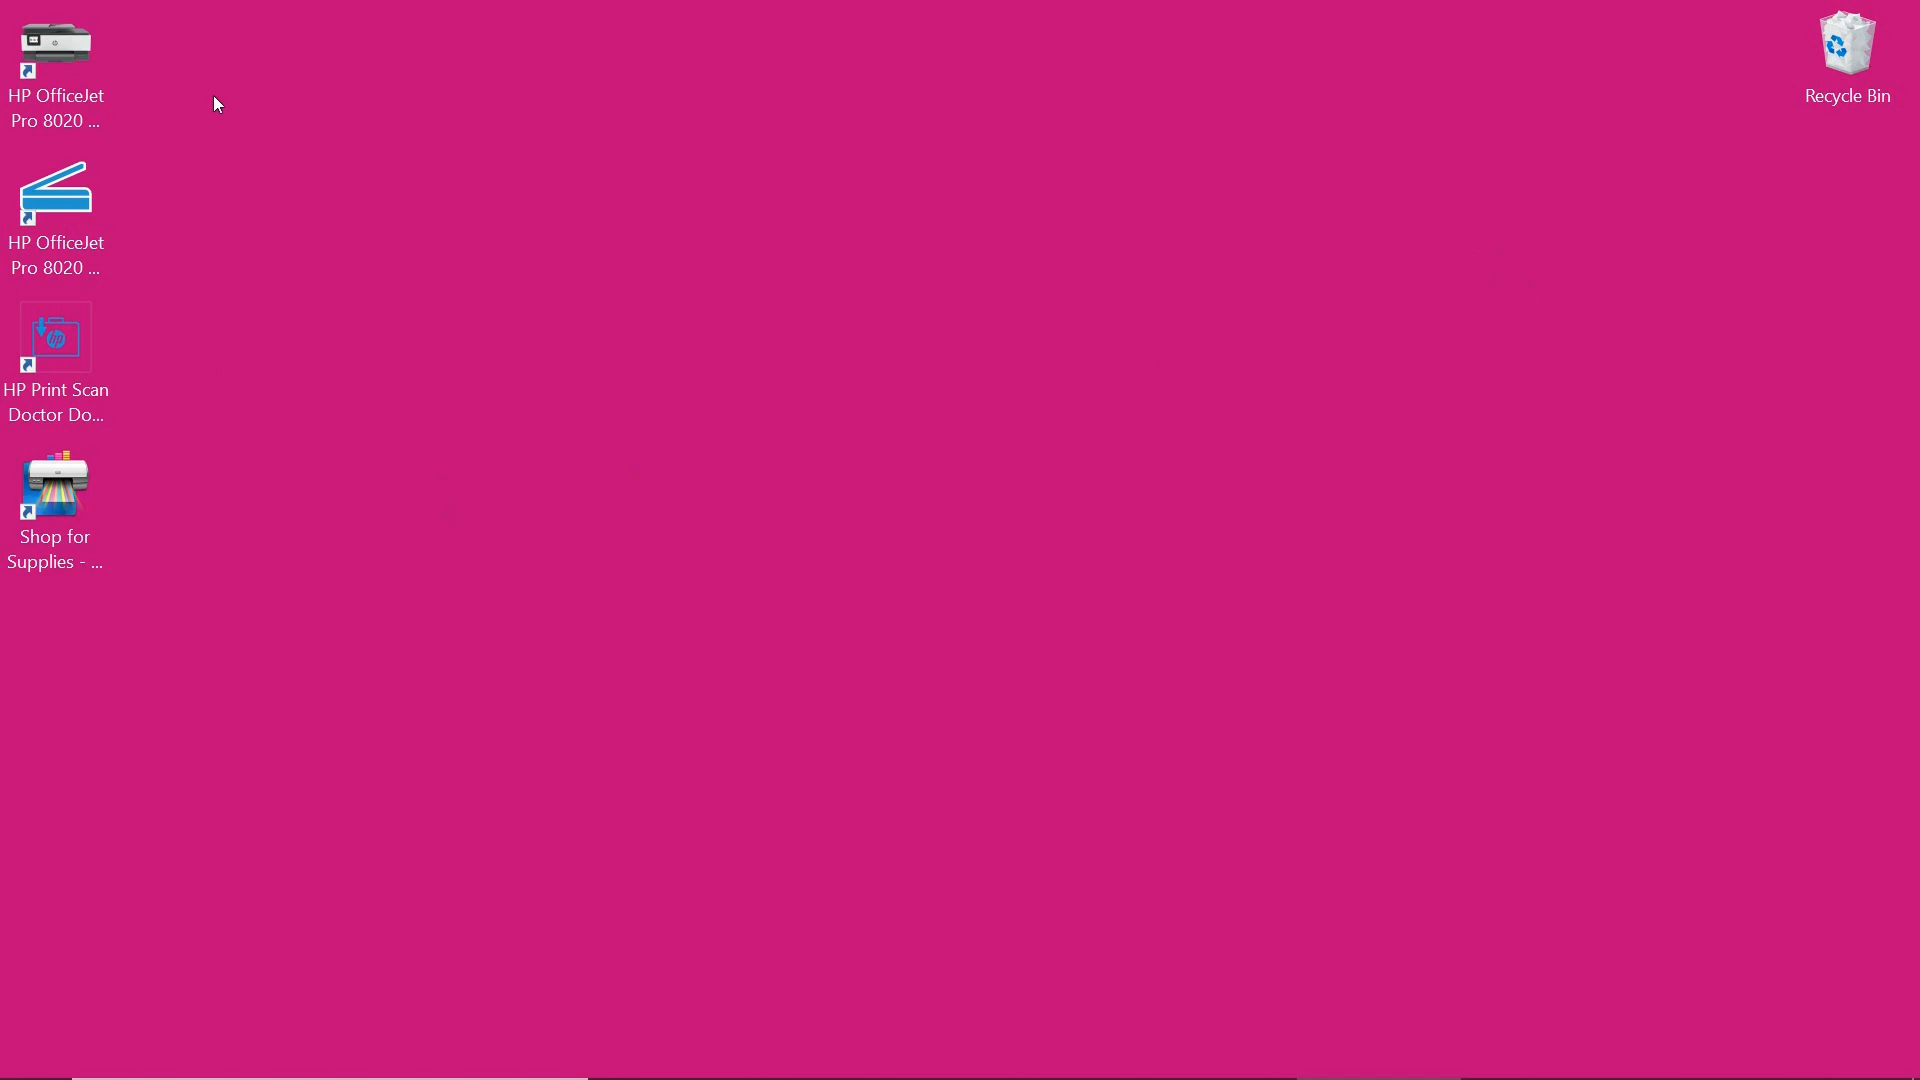 HP OfficeJet
Pro 8020 ...
HP OfficeJet
Pro 8020 ...
HP Print Scan
Doctor Do...
Shop for
Supplies - ...
Recycle Bin